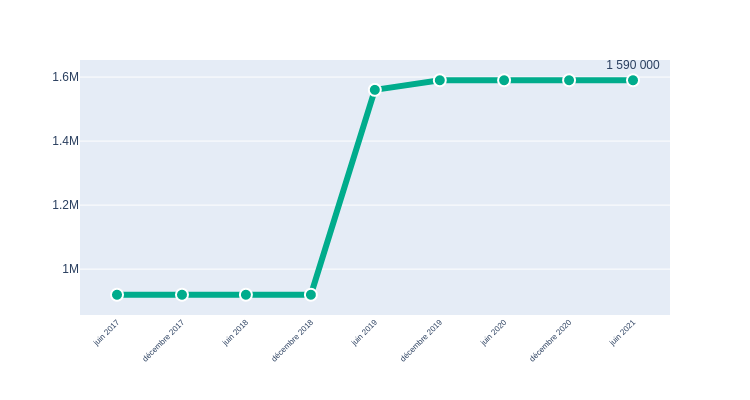 1 590 000
1.6M
1.4M
1.2M
1M
juin 2017
décembre 2017
juin 2018
décembre 2018
juin 2019
décembre 2019
juin 2020
décembre 2020
juin 2021